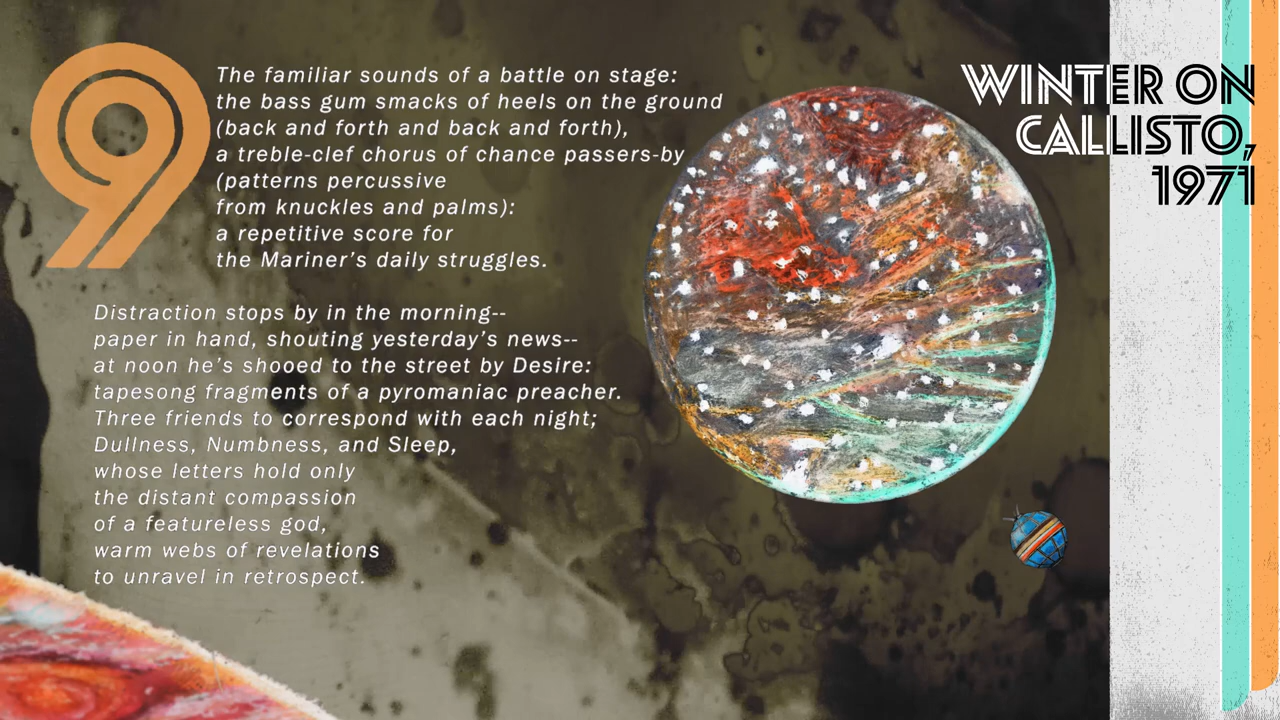 9
The familiar sounds of a battle on stage:
the bass gum smacks of heels on the ground
(back and forth and back and forth),
a treble-clef chorus of chance passers-by
(patterns percussive
from knuckles and palms):
a repetitive score for
the Mariner's daily struggles.
Distraction stops by in the morning--
paper in hand, shouting yesterday's news--
at noon he's shooed to the street by Desire:
tapesong fragments of a pyromaniac preacher.
Three friends to correspond with each night;
Dullness, Numbness, and Sleep,
whose letters hold only
the distant compassion
of a featureless god,
warm webs of revelations
to unravel in retrospect.
WINTER ON
CALLISTO,
1971